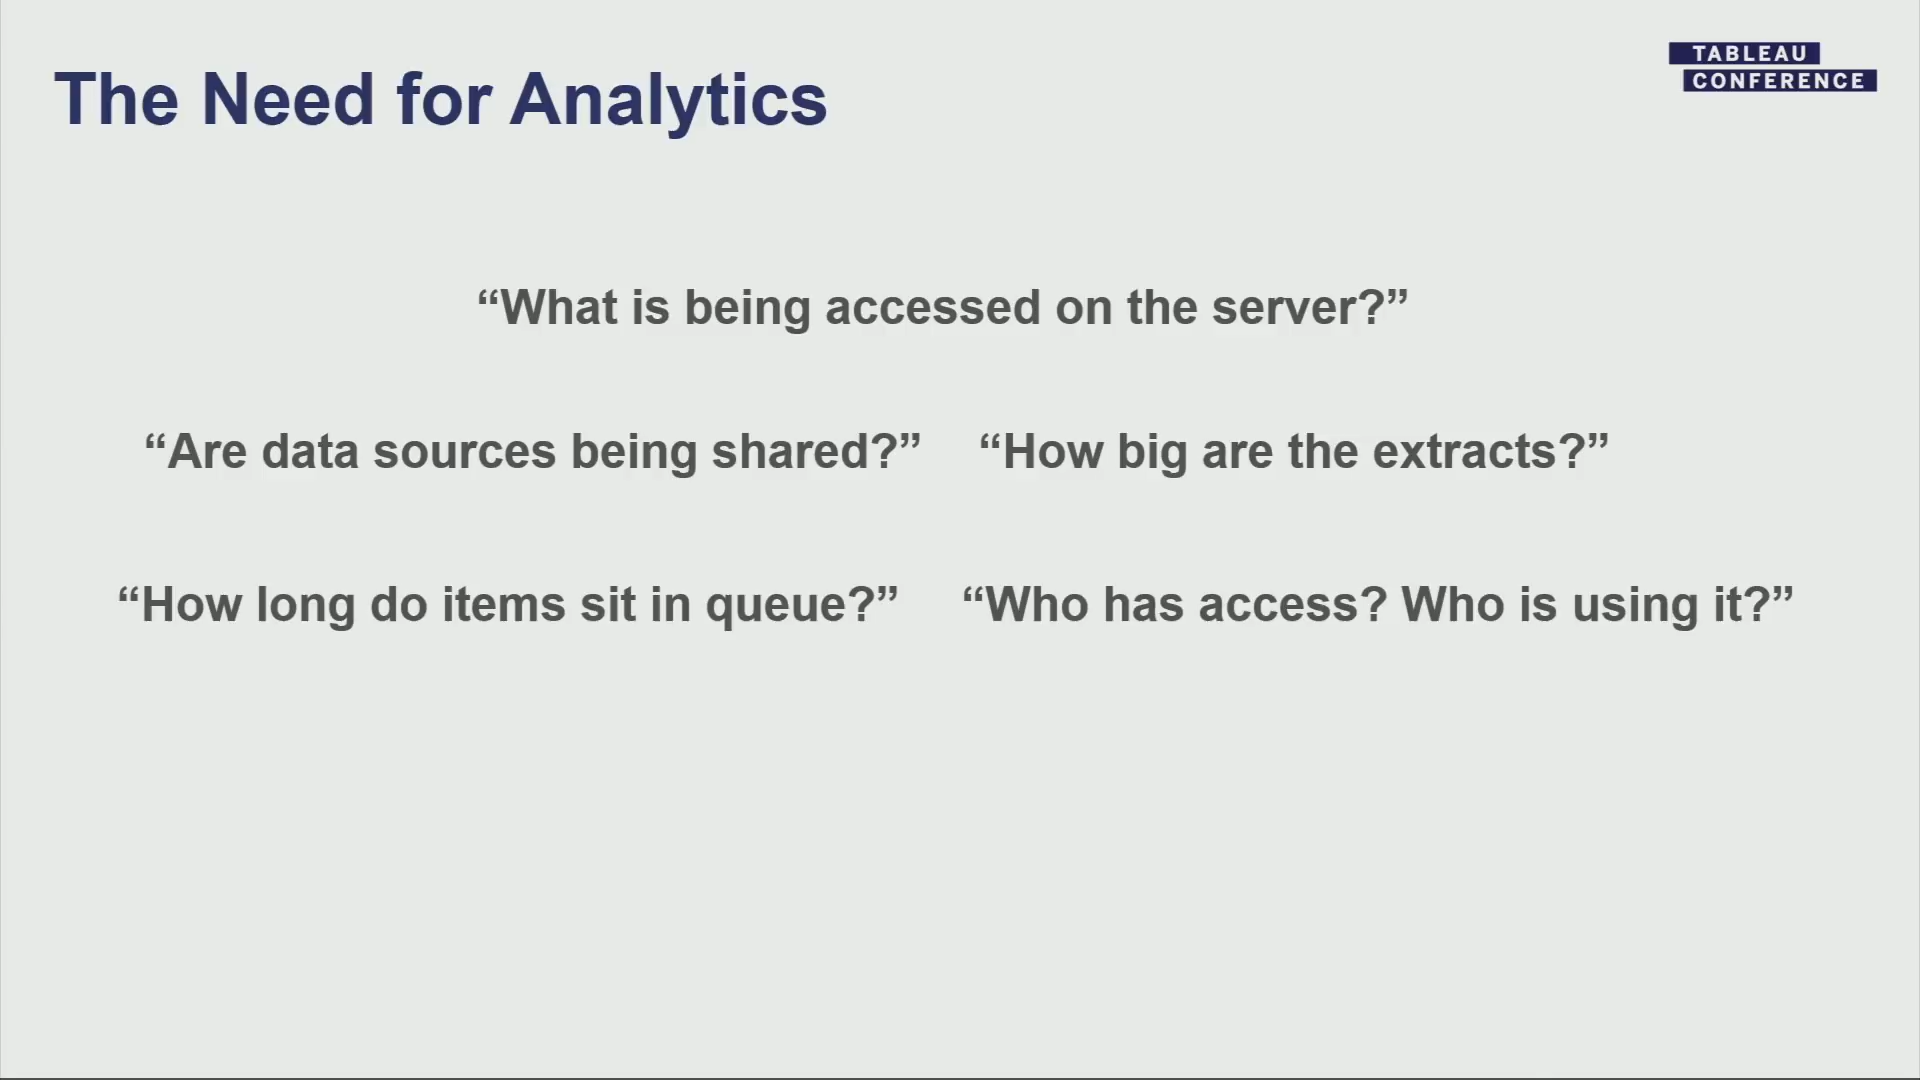 The Need for Analytics
TABLEAU
CONFERENCE
“What is being accessed on the server?”
“Are data sources being shared?” “How big are the extracts?”
“How long do items sit in queue?” “Who has access? Who is using it?”